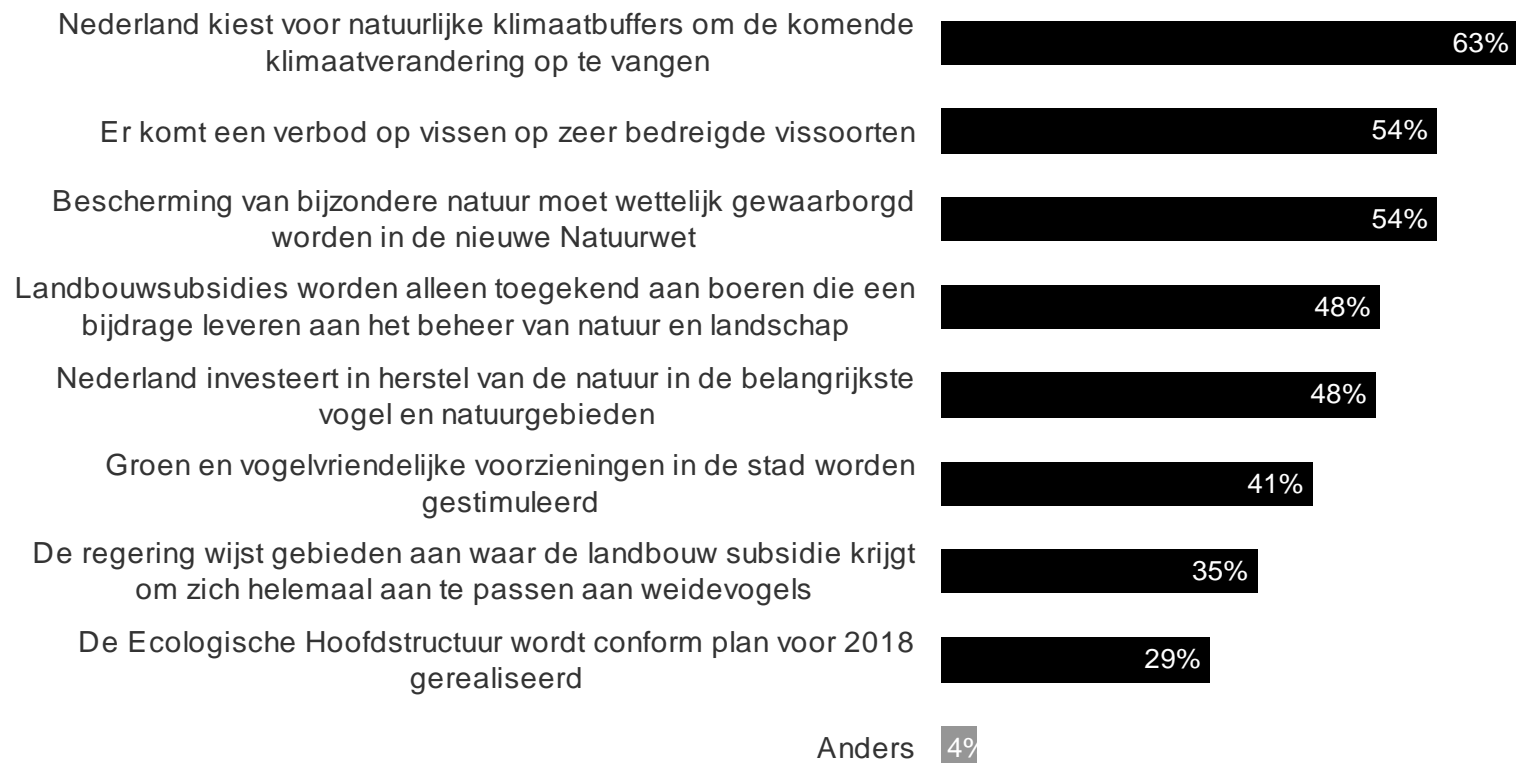 Nederland kiest voor natuurlijke klimaatbuffers om de komende
klimaatverandering op te vangen
63%
Er komt een verbod op vissen op zeer bedreigde vissoorten
54%
Bescherming van bijzondere natuur moet wettelijk gewaarborgd
worden in de nieuwe Natuurwet
54%
Landbouwsubsidies worden alleen toegekend aan boeren die een
bijdrage leveren aan het beheer van natuur en landschap
48%
Nederland investeert in herstel van de natuur in de belangrijkste
vogel en natuurgebieden
48%
Groen en vogelvriendelijke voorzieningen in de stad worden
gestimuleerd
41%
De regering wijst gebieden aan waar de landbouw subsidie krijgt
om zich helemaal aan te passen aan weidevogels
35%
De Ecologische Hoofdstructuur wordt conform plan voor 2018
gerealiseerd
29%
Anders
4%